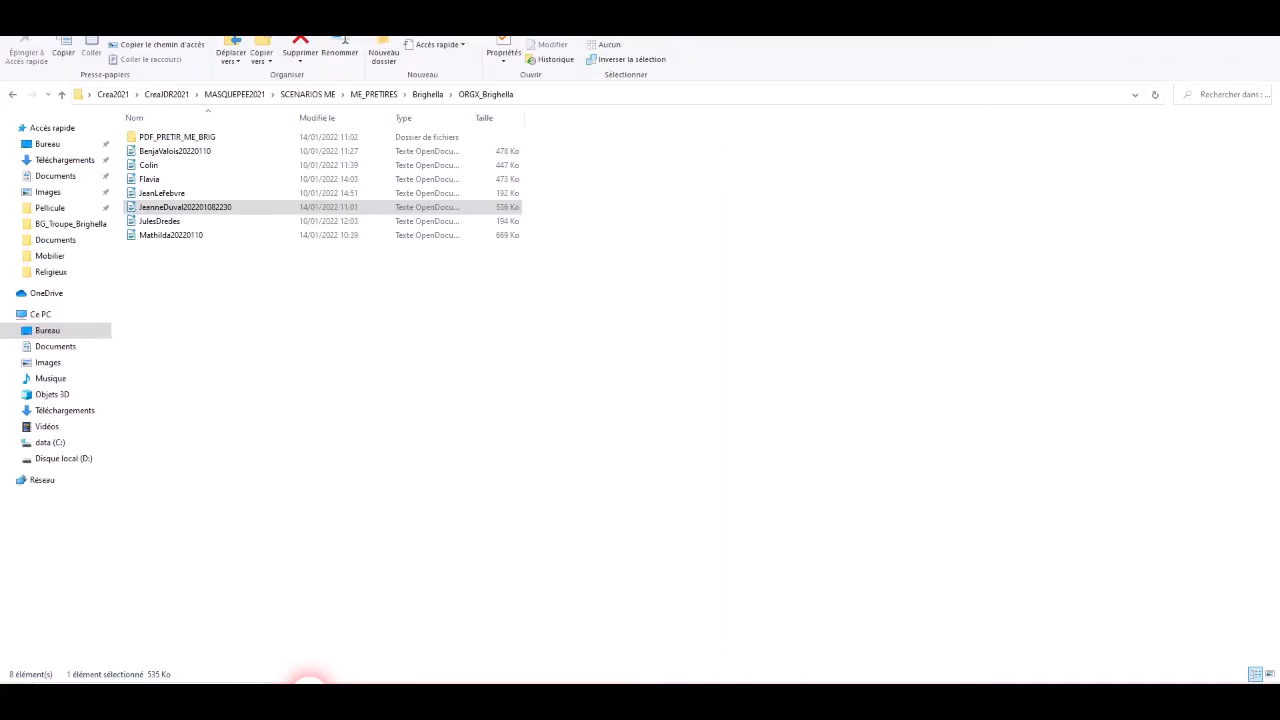 Épingler à
Accès rapide
Copier
Coller
Copier le chemin d'accès
Coller le raccourci
Presse-papiers
Déplacer
vers
Copier
vers
Supprimer
Renommer
Organiser
Nouveau
dossier
Accès rapide
Nouveau
Propriétés
Modifier
Historique
Ouvrir
Aucun
Inverser la sélection
Sélectionner
Crea2021 > CreaJDR2021 > MASQUEPEE2021 > SCENARIOS ME > ME_PRETIRES > Brighella > ORGX_Brighella
Rechercher dans : ...
Nom Modifié le Type Taille
PDF_PRETIR_ME_BRIG 14/01/2022 11:02 Dossier de fichiers
BenjaValois20220110 10/01/2022 11:27 Texte OpenDocu... 478 Ko
Colin 10/01/2022 11:39 Texte OpenDocu... 447 Ko
Flavia 10/01/2022 14:03 Texte OpenDocu... 473 Ko
JeanLefebvre 10/01/2022 14:51 Texte OpenDocu... 192 Ko
JeanneDuval202201082230 14/01/2022 11:01 Texte OpenDocu... 536 Ko
JulesDredes 10/01/2022 12:03 Texte OpenDocu... 194 Ko
Mathilda20220110 14/01/2022 10:39 Texte OpenDocu... 669 Ko
Accès rapide
Bureau
Téléchargements
Documents
Images
Pellicule
BG_Troupe_Brighella
Documents
Mobilier
Religieux
OneDrive
Ce PC
Bureau
Documents
Images
Musique
Objets 3D
Téléchargements
Vidéos
data (C:)
Disque local (D:)
Réseau
8 élément(s) 1 élément sélectionné 535 Ko